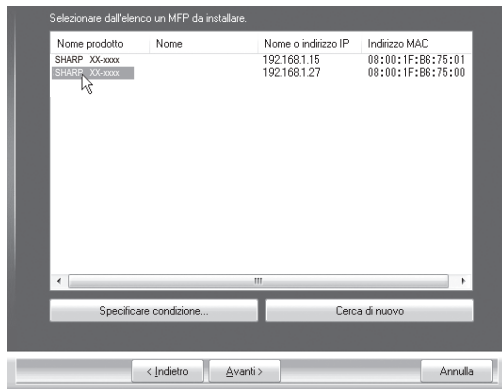 Selezionare dall'elenco un MFP da installare.
Nome prodotto Nome Nome o indirizzo IP Indirizzo MAC
SHARP XX-xxxx 192.168.1.15 08:00:1F:B6:75:01
SHARP XX-xxxx 192.168.1.27 08:00:1F:B6:75:00
Specificare condizione... Cerca di nuovo
< Indietro Avanti > Annulla